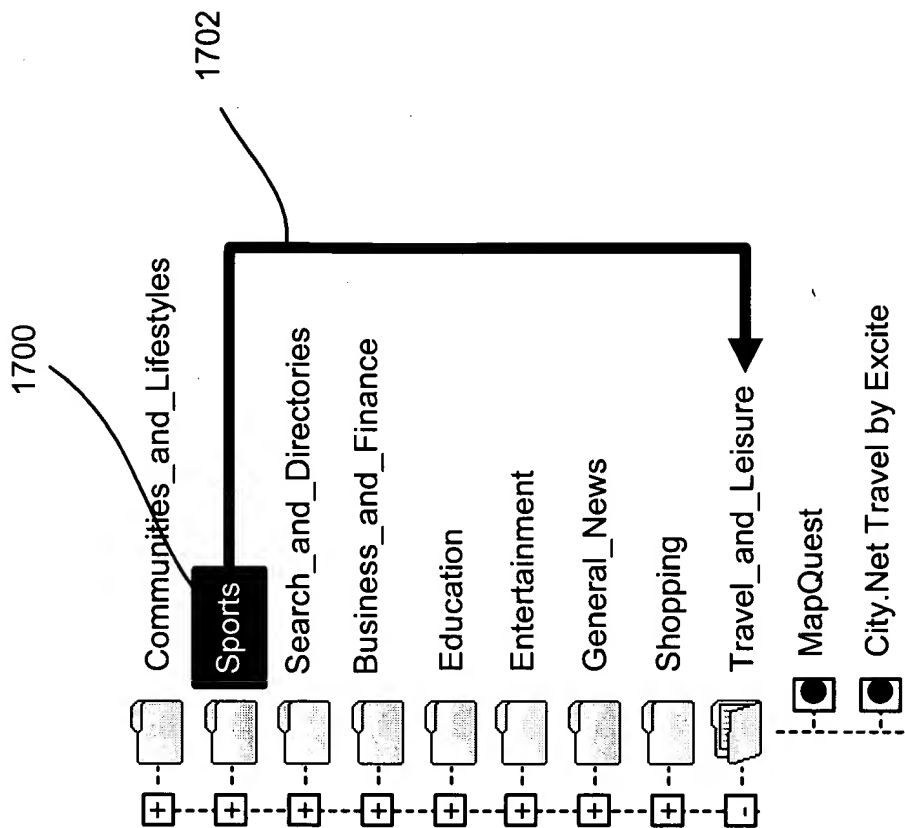 1700
1702
Communities_and_Lifestyles
Sports
Search_and_Directories
Business_and_Finance
Education
Entertainment
General_News
Shopping
Travel_and_Leisure
MapQuest
City.Net Travel by Excite